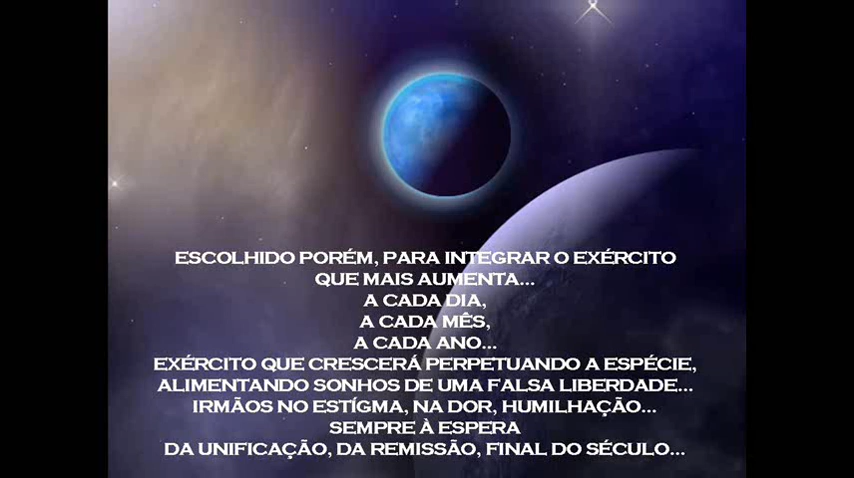 ESCOLHIDO PORÉM, PARA INTEGRAR O EXÉRCITO
QUE MAIS AUMENTA...
A CADA DIA,
A CADA MÊS,
A CADA ANO...
EXÉRCITO QUE CRESCERÁ PERPETUANDO A ESPÉCIE,
ALIMENTANDO SONHOS DE UMA FALSA LIBERDADE...
IRMÃOS NO ESTÍGMA, NA DOR, HUMILHAÇÃO...
SEMPRE À ESPERA
DA UNIFICAÇÃO, DA REMISSÃO, FINAL DO SÉCULO...